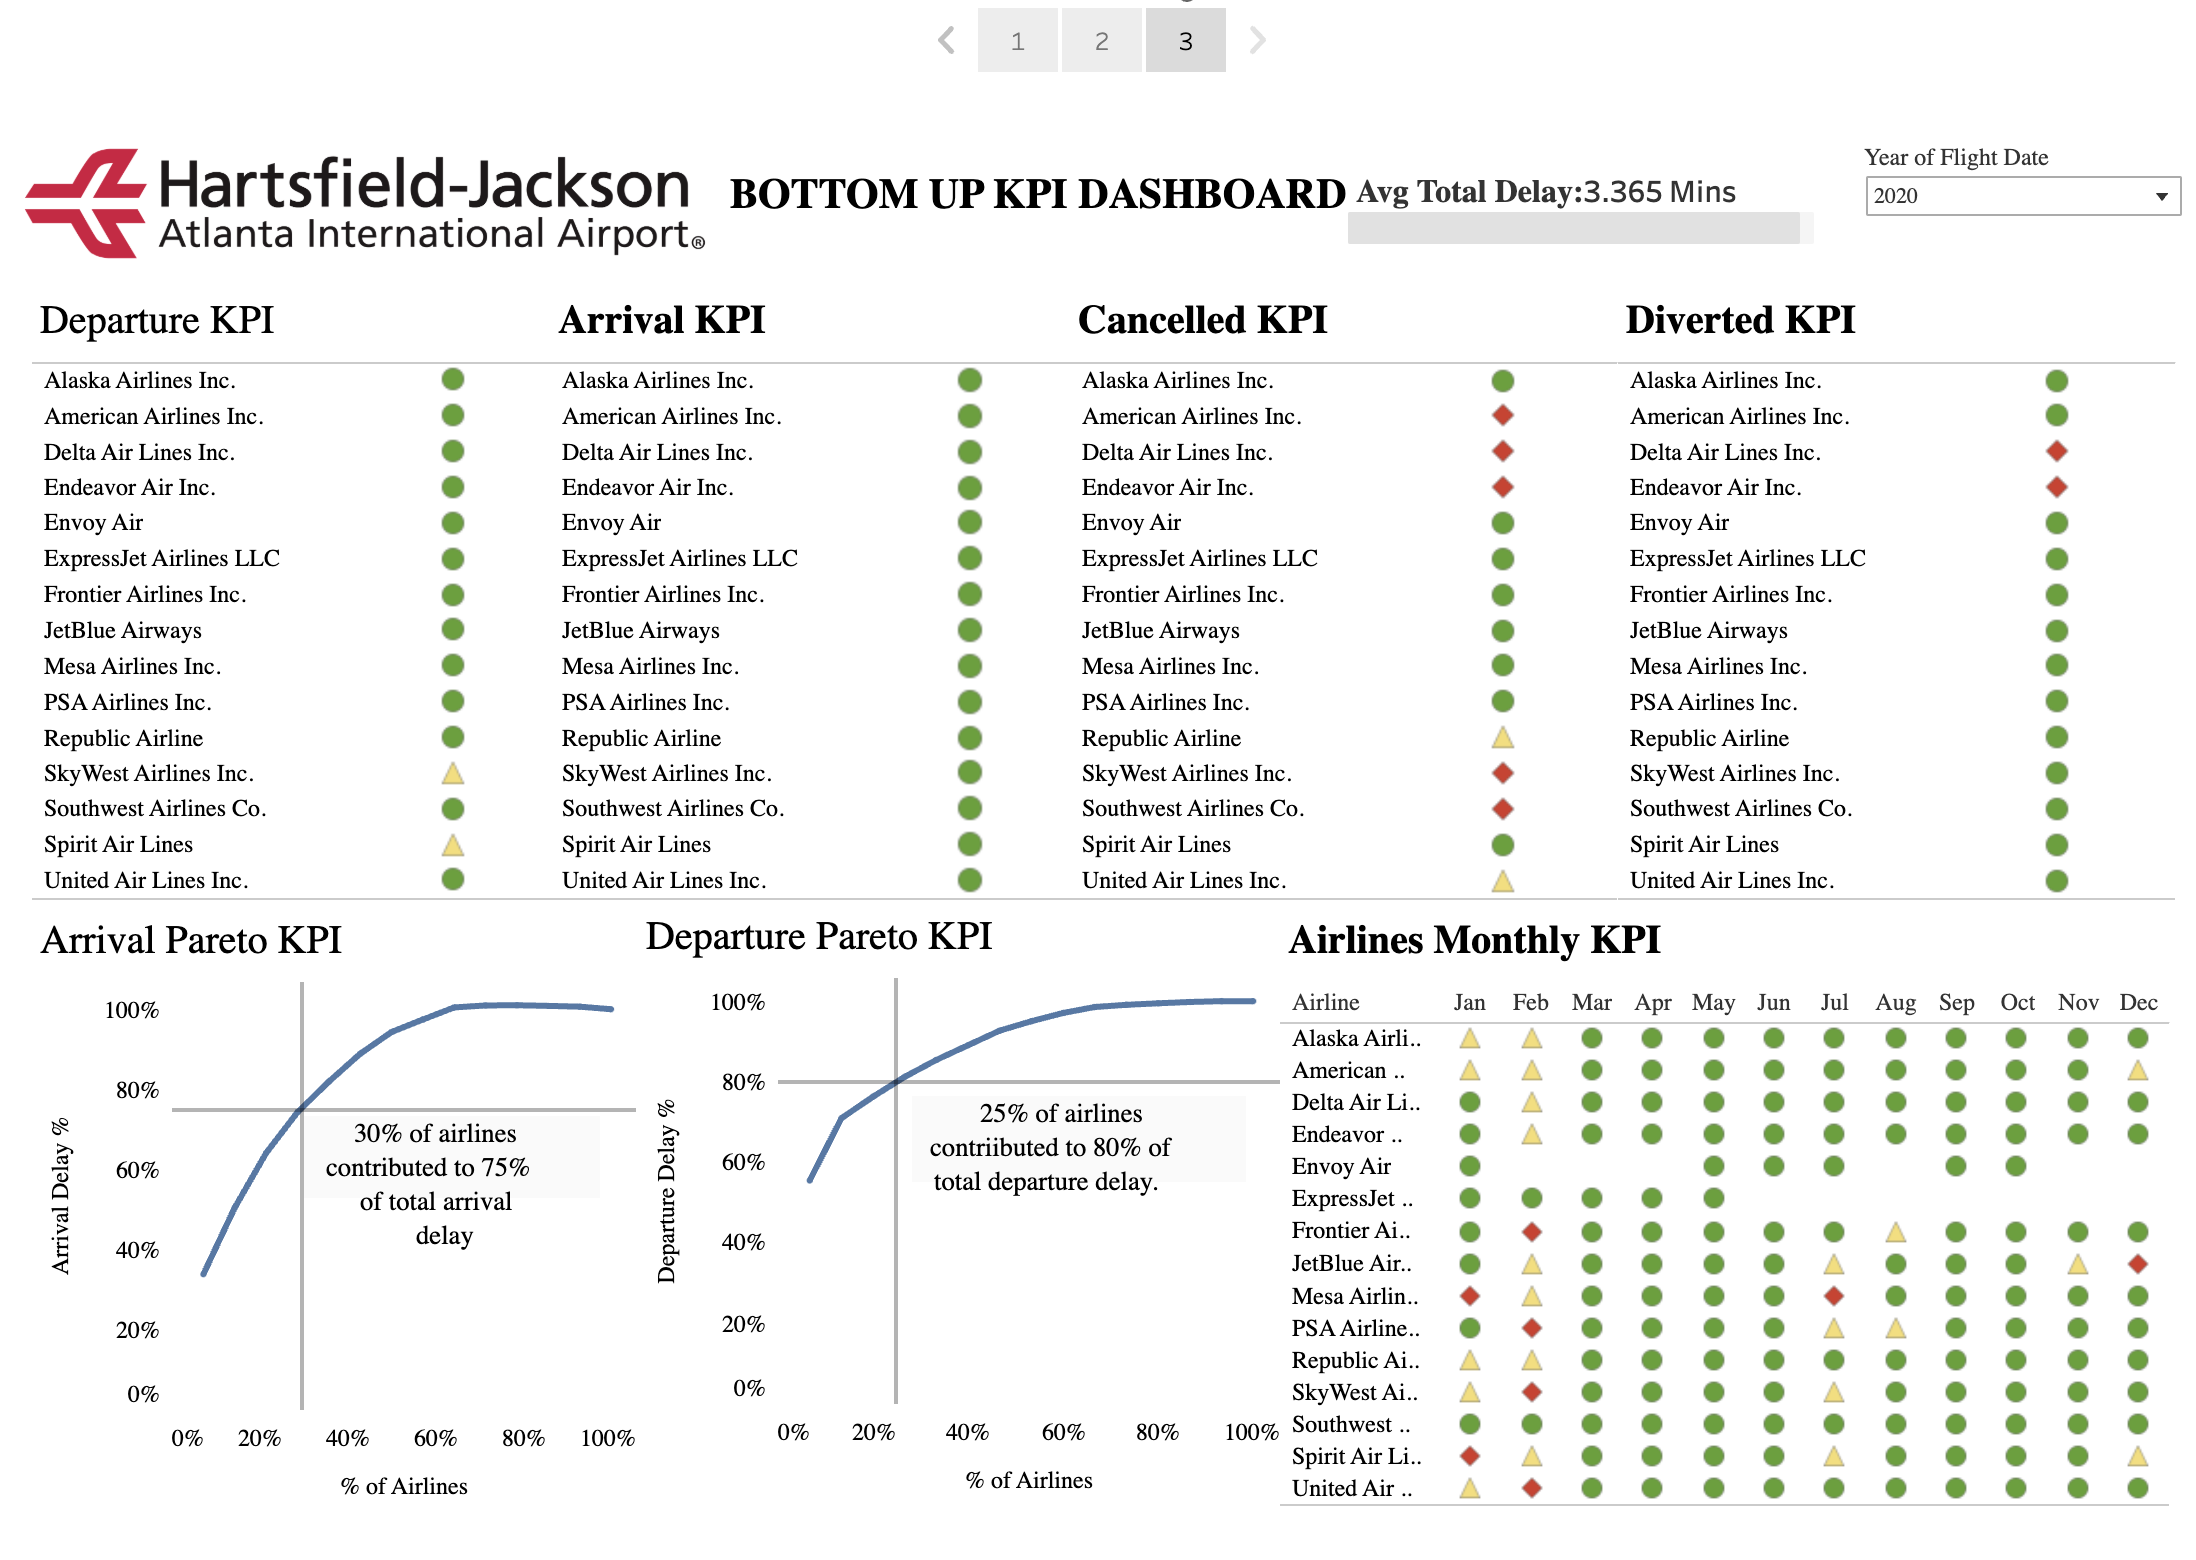 1 2 3
Hartsfield-Jackson
Atlanta International Airport®
BOTTOM UP KPI DASHBOARD
Avg Total Delay:3.365 Mins
Year of Flight Date
2020
Departure KPI
Alaska Airlines Inc.
American Airlines Inc.
Delta Air Lines Inc.
Endeavor Air Inc.
Envoy Air
ExpressJet Airlines LLC
Frontier Airlines Inc.
JetBlue Airways
Mesa Airlines Inc.
PSA Airlines Inc.
Republic Airline
SkyWest Airlines Inc.
Southwest Airlines Co.
Spirit Air Lines
United Air Lines Inc.
Arrival KPI
Alaska Airlines Inc.
American Airlines Inc.
Delta Air Lines Inc.
Endeavor Air Inc.
Envoy Air
ExpressJet Airlines LLC
Frontier Airlines Inc.
JetBlue Airways
Mesa Airlines Inc.
PSA Airlines Inc.
Republic Airline
SkyWest Airlines Inc.
Southwest Airlines Co.
Spirit Air Lines
United Air Lines Inc.
Cancelled KPI
Alaska Airlines Inc.
American Airlines Inc.
Delta Air Lines Inc.
Endeavor Air Inc.
Envoy Air
ExpressJet Airlines LLC
Frontier Airlines Inc.
JetBlue Airways
Mesa Airlines Inc.
PSA Airlines Inc.
Republic Airline
SkyWest Airlines Inc.
Southwest Airlines Co.
Spirit Air Lines
United Air Lines Inc.
Diverted KPI
Alaska Airlines Inc.
American Airlines Inc.
Delta Air Lines Inc.
Endeavor Air Inc.
Envoy Air
ExpressJet Airlines LLC
Frontier Airlines Inc.
JetBlue Airways
Mesa Airlines Inc.
PSA Airlines Inc.
Republic Airline
SkyWest Airlines Inc.
Southwest Airlines Co.
Spirit Air Lines
United Air Lines Inc.
Arrival Pareto KPI
Arrival Delay %
100%
80%
60%
40%
20%
0%
30% of airlines
contributed to 75%
of total arrival
delay
0% 20% 40% 60% 80% 100%
% of Airlines
Departure Pareto KPI
Departure Delay %
100%
80%
60%
40%
20%
0%
25% of airlines
contriibuted to 80% of
total departure delay.
0% 20% 40% 60% 80% 100%
% of Airlines
Airlines Monthly KPI
Airline Jan Feb Mar Apr May Jun Jul Aug Sep Oct Nov Dec
Alaska Airli..
American ..
Delta Air Li..
Endeavor ..
Envoy Air
ExpressJet ..
Frontier Ai..
JetBlue Air..
Mesa Airlin..
PSA Airline..
Republic Ai..
SkyWest Ai..
Southwest ..
Spirit Air Li..
United Air ..